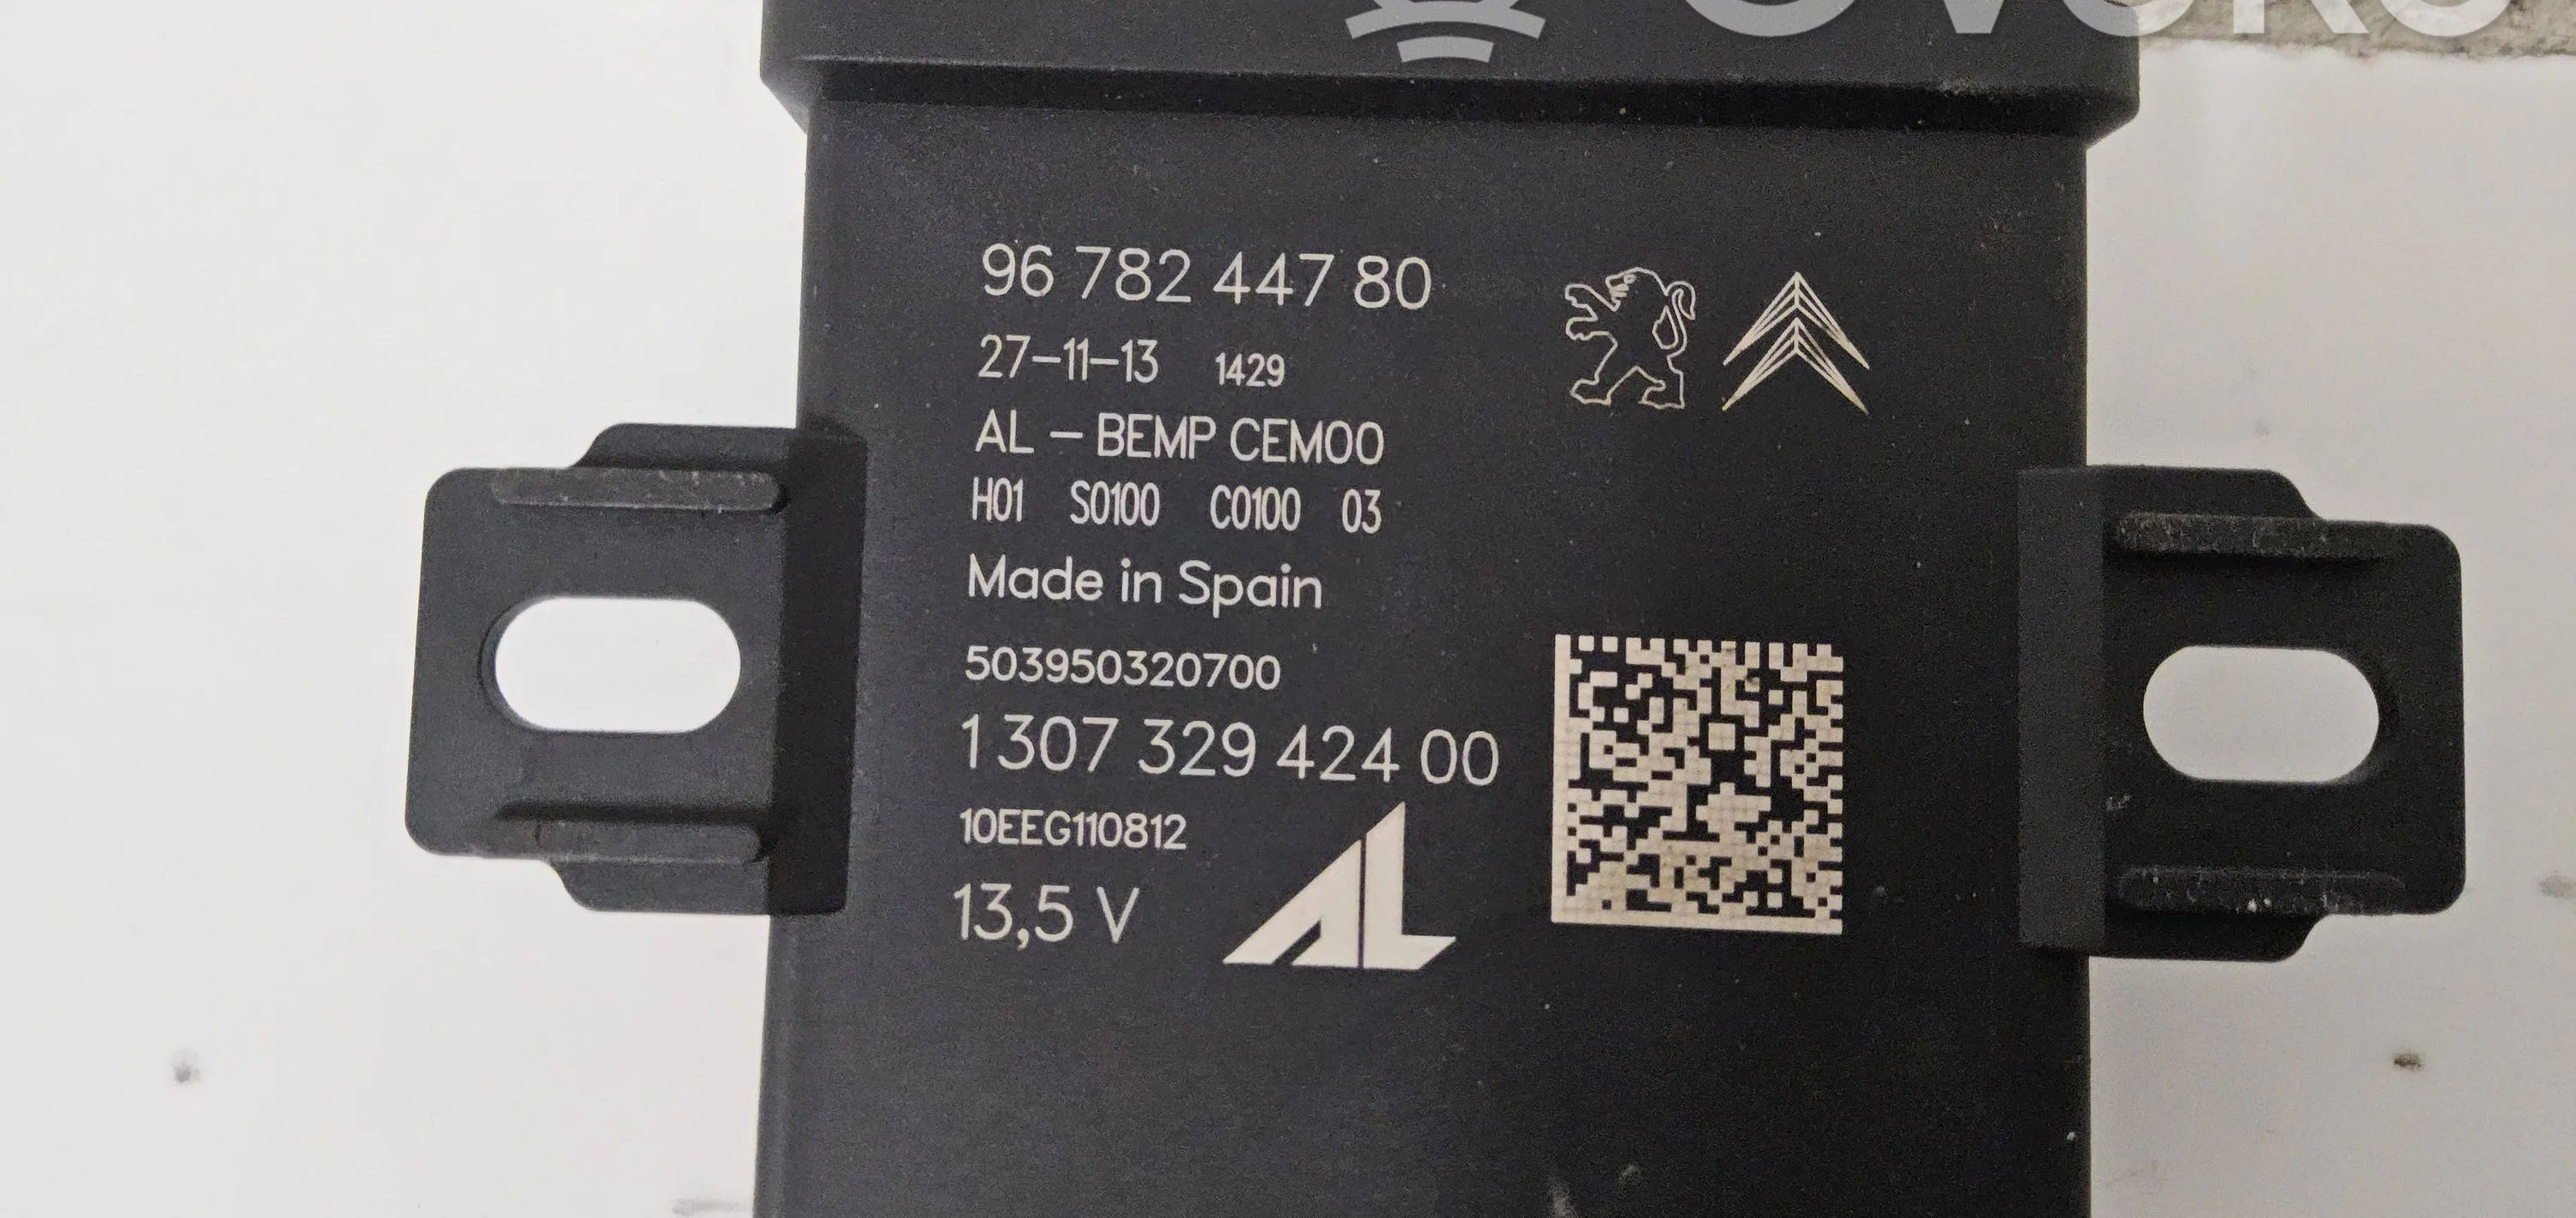 96 782 447 80
27-11-13 1429
AL - BEMP CEM00
H01 S0100 C0100 03
Made in Spain
503950320700
1 307 329 424 00
10EEG110812
13,5 V
AL